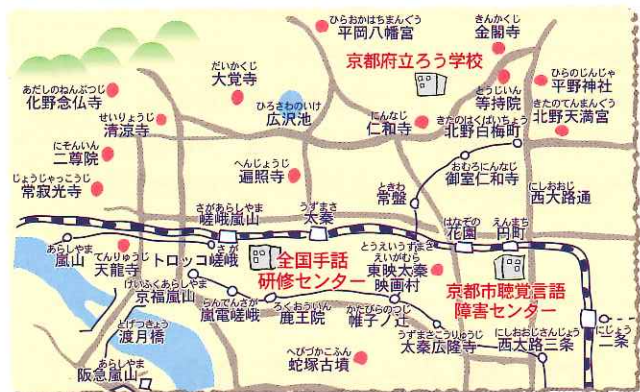 ひらおかはちまんぐう
平岡八幡宮
きんかくじ
金閣寺
京都府立ろう学校
だいかくじ
大覚寺
あだしのねんぶつじ
化野念仏寺
とうじいん
等持院
ひらのじんじゃ
平野神社
せいりょうじ
清涼寺
ひろさわのいけ
広沢池
にんなじ
仁和寺
きたのはくばいちょう
北野白梅町
きたのてんまんぐう
北野天満宮
にそんいん
二尊院
おむろにんなじ
御室仁和寺
じょうじゃっこうじ
常寂光寺
へんじょうじ
遍照寺
ときわ
常盤
にしおおじ
西大路通
さがあらしやま
嵯峨嵐山
うずまさ
太秦
はなぞの
花園
えんまち
円町
あらしやま
嵐山
てんりゅうじ
天龍寺
さが
トロッコ嵯峨
全国手話
研修センター
とうえいうずまさ
えいがむら
東映太秦
映画村
京都市聴覚言語
障害センター
けいふくあらしやま
京福嵐山
らんでんさが
嵐電嵯峨
ろくおういん
鹿王院
かたびらのつじ
帷子ノ辻
とげつきょう
渡月橋
うずまさこうりゅうじ
太秦広隆寺
にしおおじさんじょう
西大路三条
にじょう
二条
あらしやま
阪急嵐山
へびづかこふん
蛇塚古墳